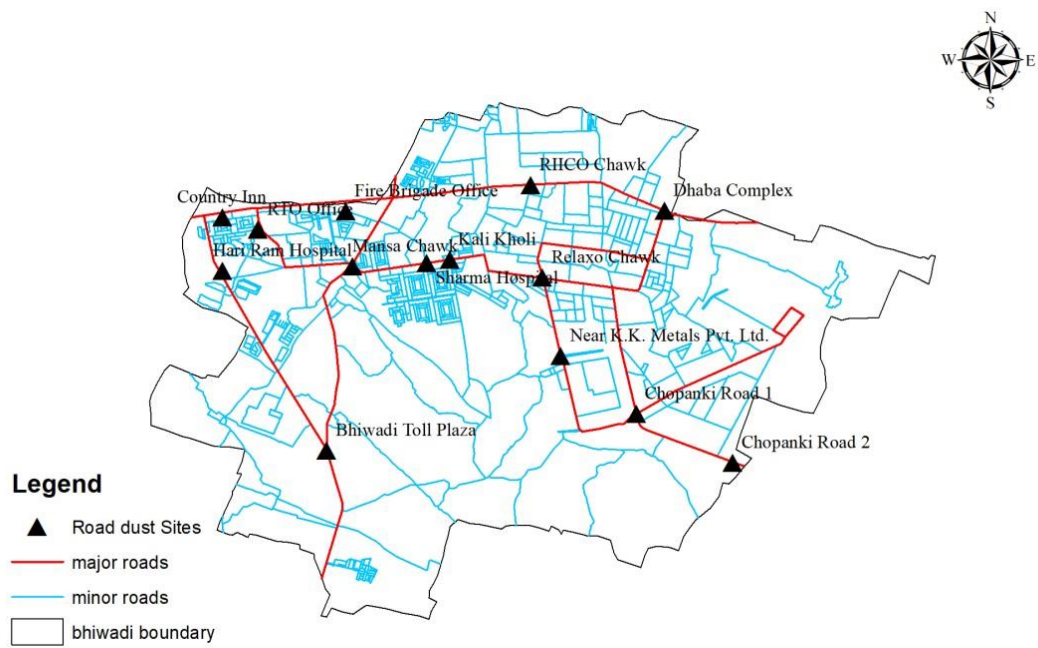 N
W E
S
RIICO Chawk
Country Inn
Fire Brigade Office
Dhaba Complex
RTO Office
Hari Ram Hospital
Mansa Chawk
Kali Kholi
Relaxo Chawk
Sharma Hospital
Near K.K. Metals Pvt. Ltd.
Chopanki Road 1
Bhiwadi Toll Plaza
Chopanki Road 2
Legend
Road dust Sites
major roads
minor roads
bhiwadi boundary